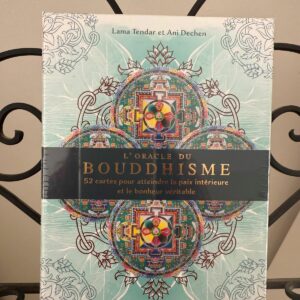 Lama Tendar et Ani Dechen
L'ORACLE DU
BOUDDHISME
52 cartes pour atteindre la paix intérieure
et le bonheur véritable